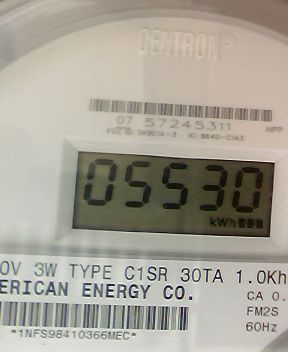 CENTRON®
07 57245311 HPP
05530
kWh
0V 3W TYPE C1SR 30TA 1.0Kh
ERICAN ENERGY CO.
CA 0.
FM2S
*1NFS98410366MEC*
60Hz